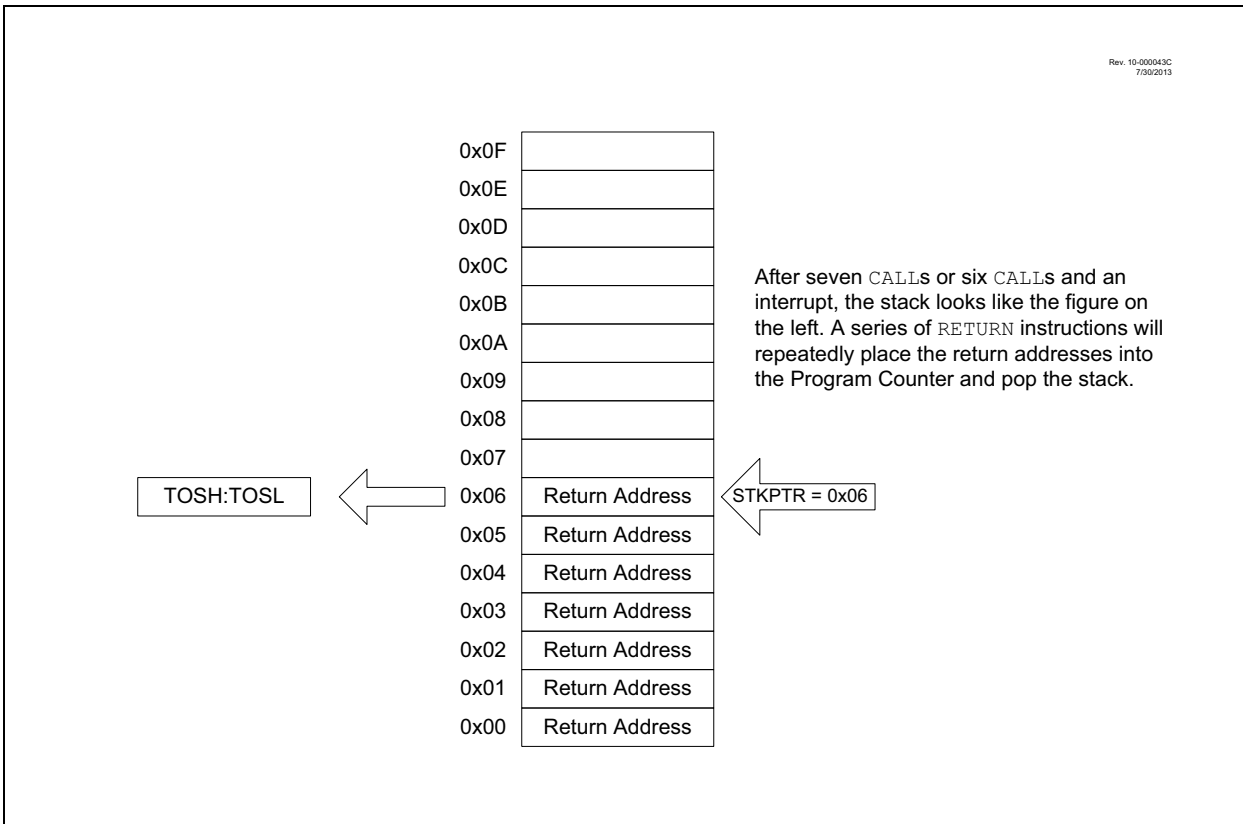 Rev. 10-000043C
7/30/2013
0x0F
0x0E
0x0D
0x0C
0x0B
0x0A
0x09
0x08
0x07
TOSH:TOSL
0x06 Return Address STKPTR = 0x06
0x05 Return Address
0x04 Return Address
0x03 Return Address
0x02 Return Address
0x01 Return Address
0x00 Return Address
After seven CALLs or six CALLs and an
interrupt, the stack looks like the figure on
the left. A series of RETURN instructions will
repeatedly place the return addresses into
the Program Counter and pop the stack.